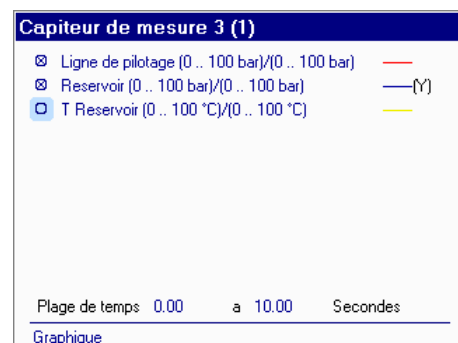 Capiteur de mesure 3 (1)
Ligne de pilotage (0 .. 100 bar)/(0 .. 100 bar)
Reservoir (0 .. 100 bar)/(0 .. 100 bar) (Y)
T Reservoir (0 .. 100 °C)/(0 .. 100 °C)
Plage de temps 0.00 a 10.00 Secondes
Graphique